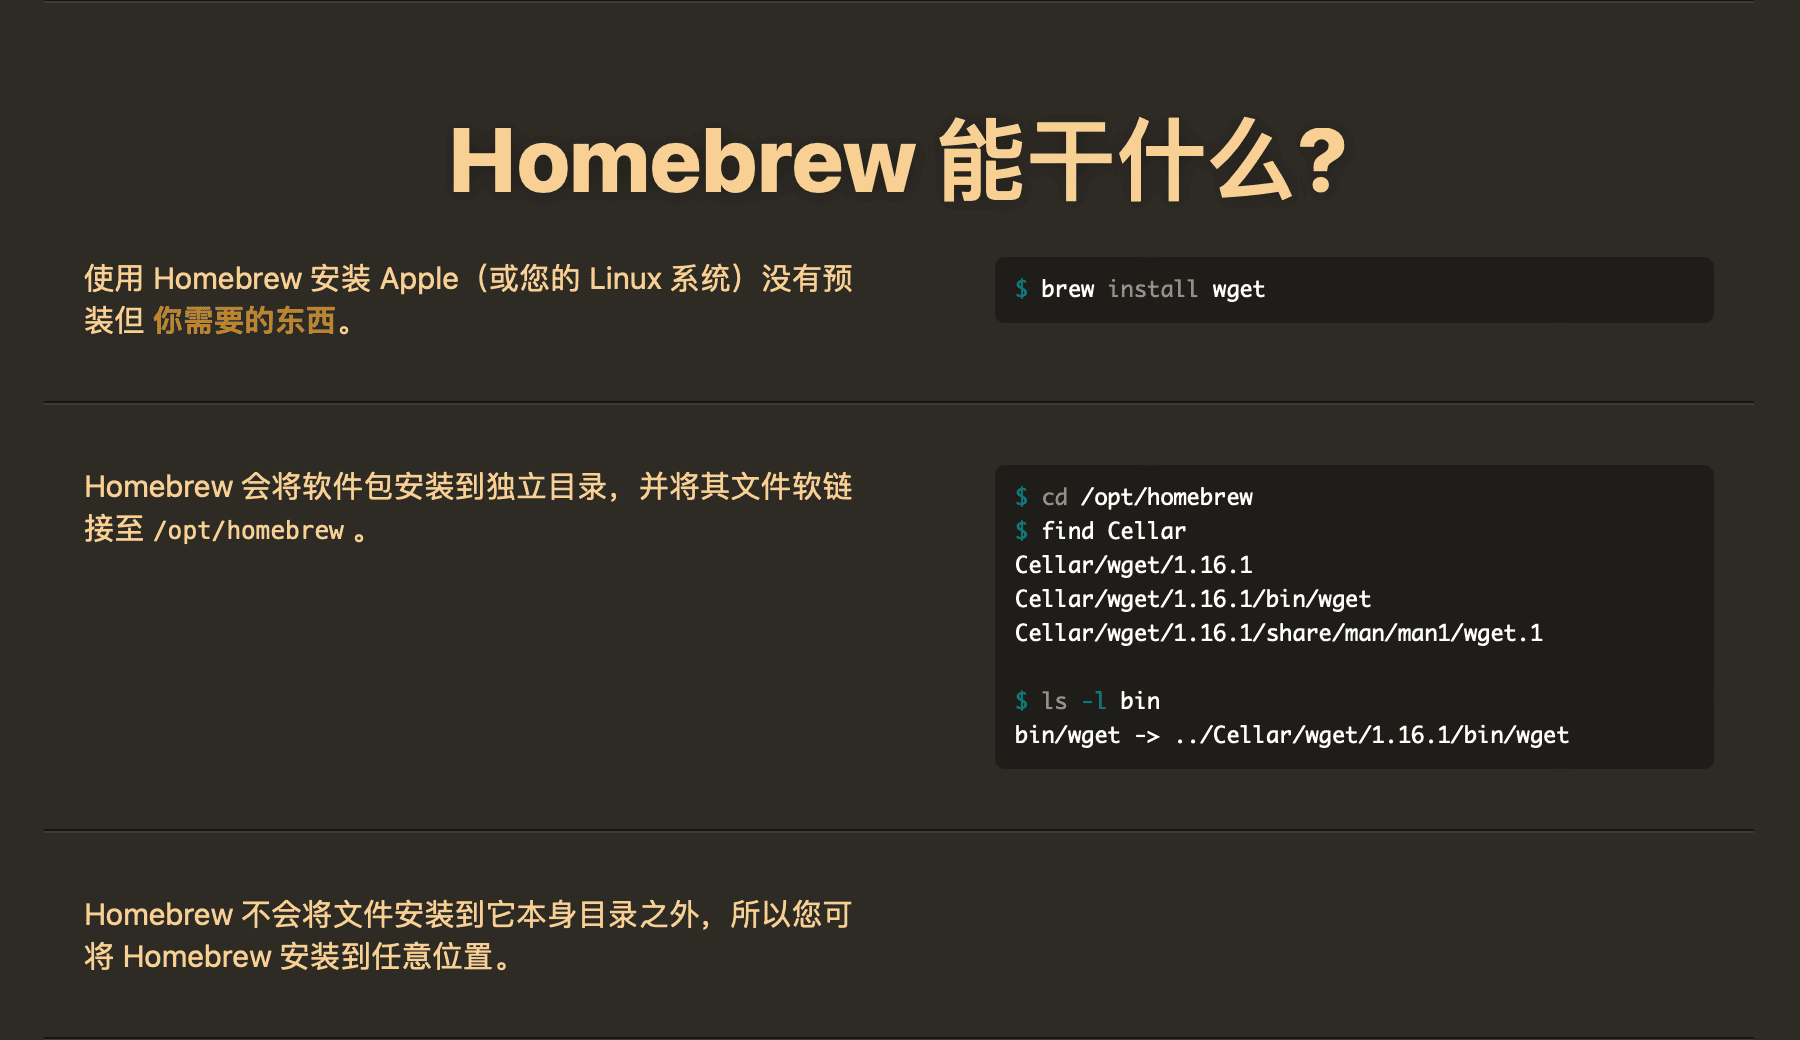 Homebrew 能干什么?
使用 Homebrew 安装 Apple（或您的 Linux 系统）没有预
装但 你需要的东西。
$ brew install wget
Homebrew 会将软件包安装到独立目录，并将其文件软链
接至 /opt/homebrew 。
$ cd /opt/homebrew
$ find Cellar
Cellar/wget/1.16.1
Cellar/wget/1.16.1/bin/wget
Cellar/wget/1.16.1/share/man/man1/wget.1
$ ls -l bin
bin/wget -> ../Cellar/wget/1.16.1/bin/wget
Homebrew 不会将文件安装到它本身目录之外，所以您可
将 Homebrew 安装到任意位置。